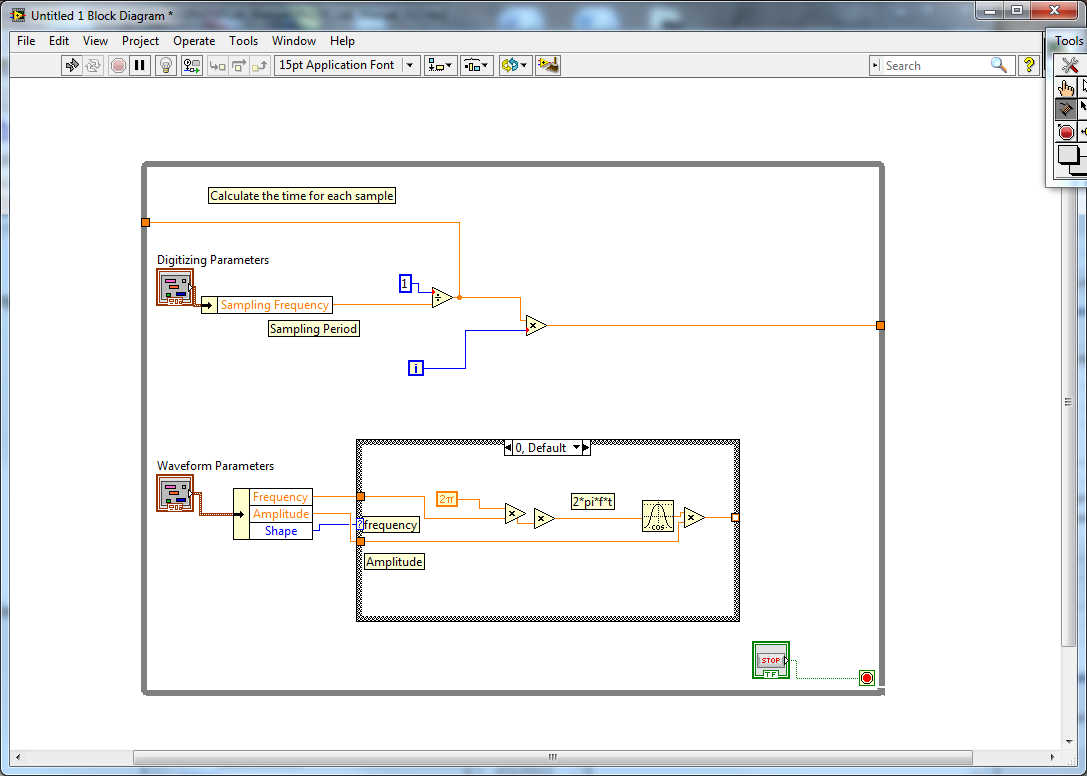 Untitled 1 Block Diagram *
File Edit View Project Operate Tools Window Help
15pt Application Font
Search
?
Tools
Calculate the time for each sample
Digitizing Parameters
1
÷
Sampling Frequency
Sampling Period
×
i
0, Default
Waveform Parameters
Frequency
Amplitude
Shape
2π
×
×
2*pi*f*t
COS
×
?
frequency
Amplitude
STOP
TF